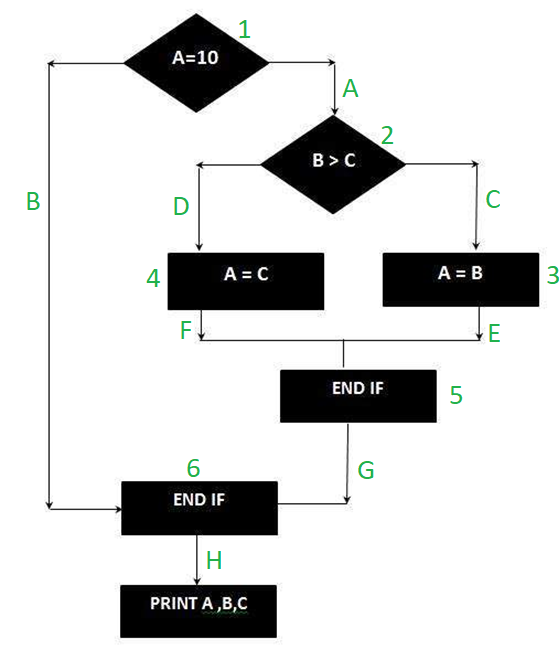 1
A=10
A
2
B > C
B
D
C
4
A = C
A = B
3
F
E
END IF
5
G
6
END IF
H
PRINT A ,B,C